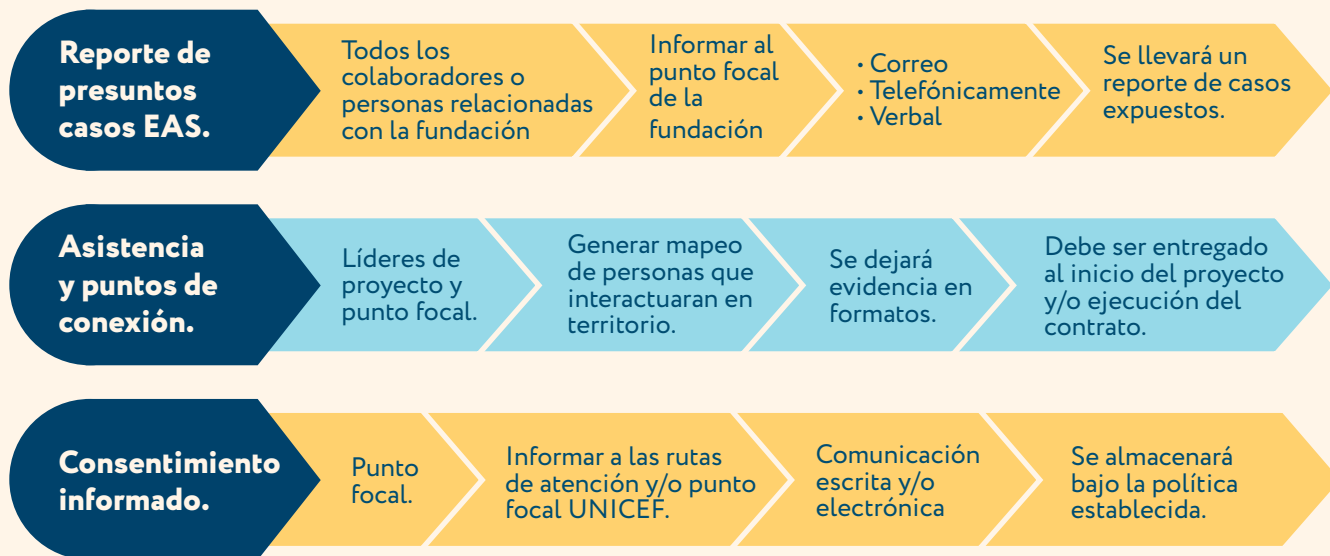 Reporte de
presuntos
casos EAS.
Todos los
colaboradores o
personas relacionadas
con la fundación
Informar al
punto focal
de la
fundación
• Correo
• Telefónicamente
• Verbal
Se llevará un
reporte de casos
expuestos.
Asistencia
y puntos de
conexión.
Líderes de
proyecto y
punto focal.
Generar mapeo
de personas que
interactuaran en
territorio.
Se dejará
evidencia en
formatos.
Debe ser entregado
al inicio del proyecto
y/o ejecución del
contrato.
Consentimiento
informado.
Punto
focal.
Informar a las rutas
de atención y/o punto
focal UNICEF.
Comunicación
escrita y/o
electrónica
Se almacenará
bajo la política
establecida.